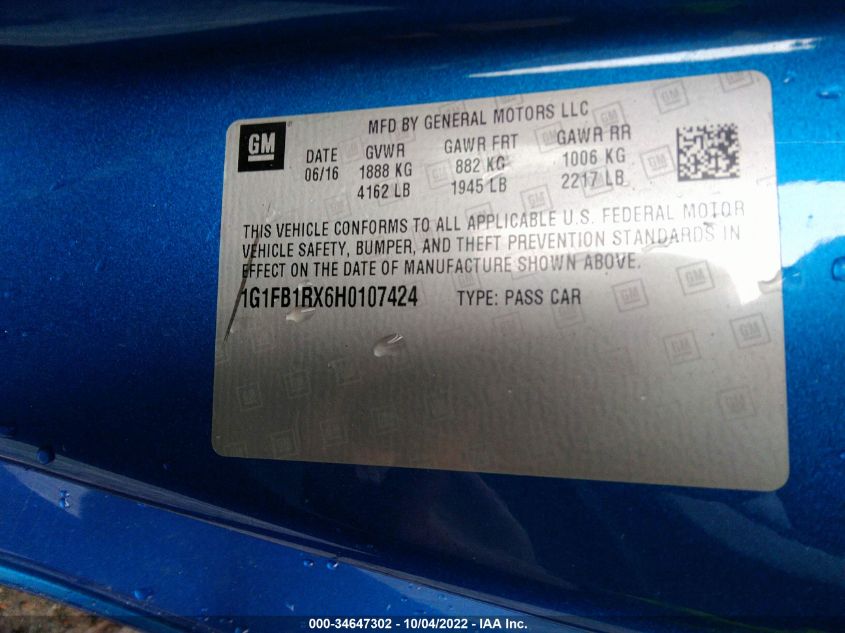 GM
MFD BY GENERAL MOTORS LLC
DATE GVWR GAWR FRT GAWR RR
06/16 1888 KG 882 KG 1006 KG
4162 LB 1945 LB 2217 LB
THIS VEHICLE CONFORMS TO ALL APPLICABLE U.S. FEDERAL MOTOR
VEHICLE SAFETY, BUMPER, AND THEFT PREVENTION STANDARDS IN
EFFECT ON THE DATE OF MANUFACTURE SHOWN ABOVE.
1G1FB1RX6H0107424 TYPE: PASS CAR
000-34647302 - 10/04/2022 - IAA Inc.